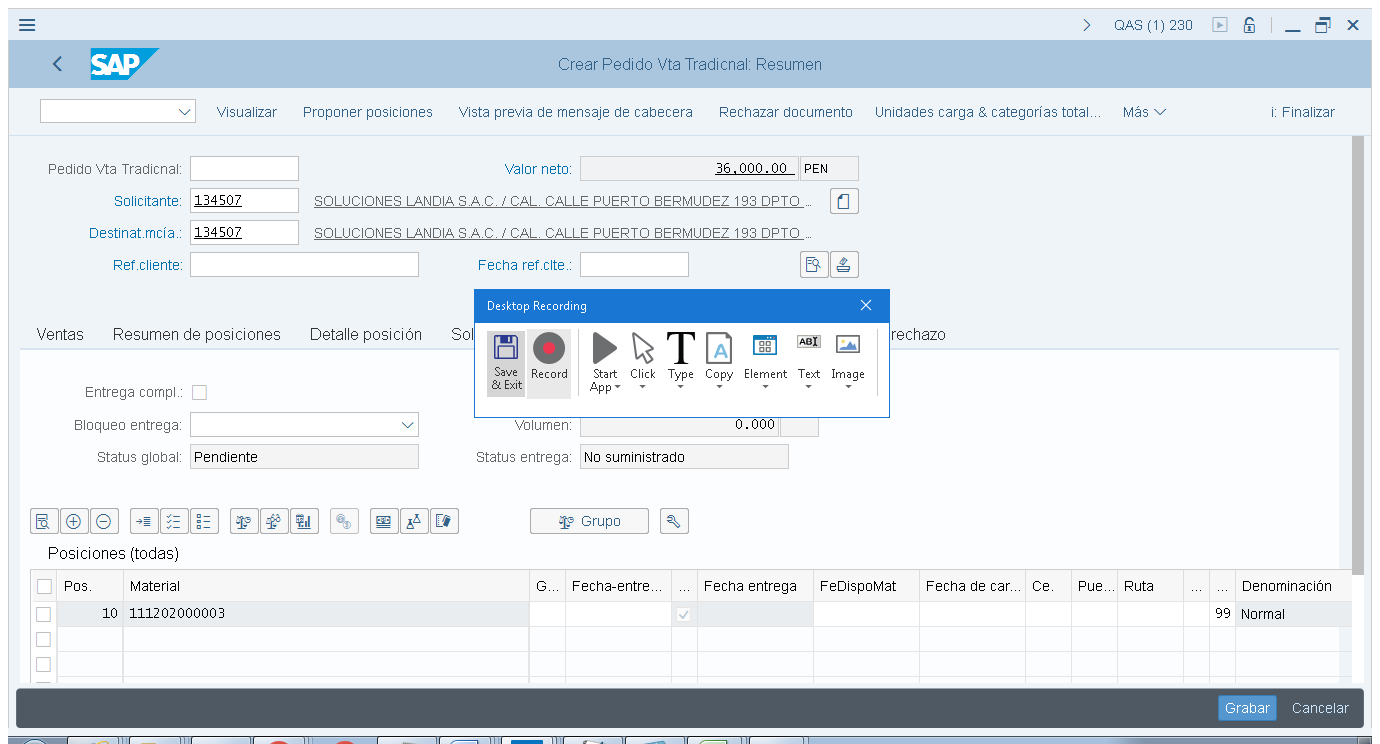 QAS (1) 230
SAP
Crear Pedido Vta Tradicnal: Resumen
Visualizar Proponer posiciones Vista previa de mensaje de cabecera Rechazar documento Unidades carga & categorías total... Más i: Finalizar
Pedido Vta Tradicnal: Valor neto: 36,000.00 PEN
Solicitante: 134507 SOLUCIONES LANDIA S.A.C. / CAL. CALLE PUERTO BERMUDEZ 193 DPTO ...
Destinat.mcía.: 134507 SOLUCIONES LANDIA S.A.C. / CAL. CALLE PUERTO BERMUDEZ 193 DPTO ...
Ref.cliente: Fecha ref.clte.:
Desktop Recording
Ventas Resumen de posiciones Detalle posición Sol rechazo
Save & Exit
Record
Start App
Click
Type
Copy
Element
ABI
Text
Image
Entrega compl.:
Bloqueo entrega: Volumen: 0.000
Status global: Pendiente Status entrega: No suministrado
Grupo
Posiciones (todas)
Pos. Material G... Fecha-entre... ... Fecha entrega FeDispoMat Fecha de car... Ce. Pue... Ruta ... ... Denominación
10 111202000003 99 Normal
Grabar Cancelar